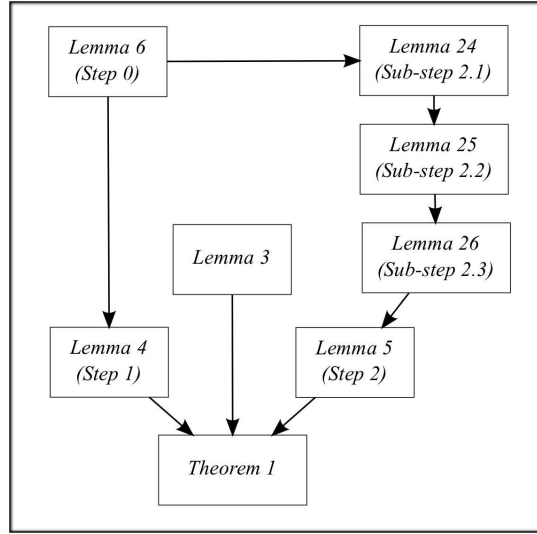 Lemma 6
(Step 0)
Lemma 24
(Sub-step 2.1)
Lemma 25
(Sub-step 2.2)
Lemma 26
(Sub-step 2.3)
Lemma 3
Lemma 4
(Step 1)
Lemma 5
(Step 2)
Theorem 1